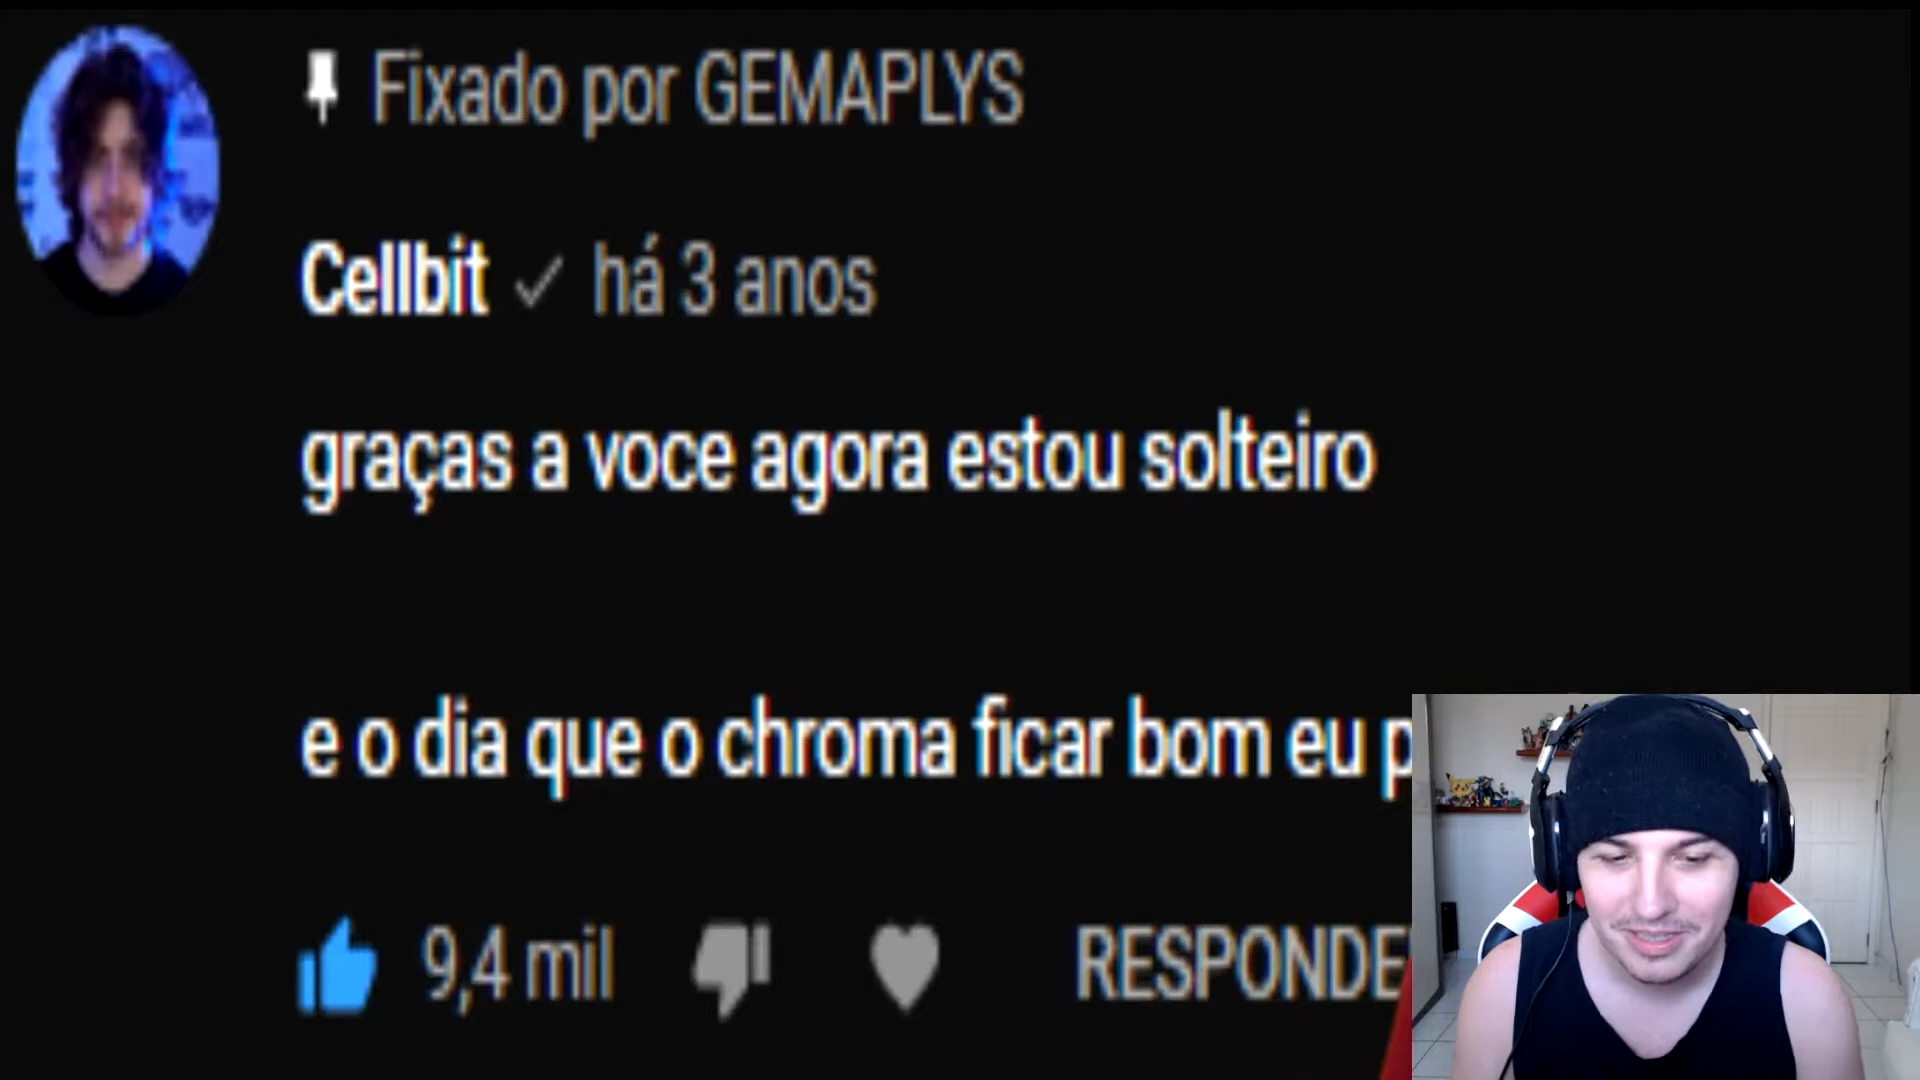 Fixado por GEMAPLYS
Cellbit ✓ há 3 anos
graças a voce agora estou solteiro
e o dia que o chroma ficar bom eu
9,4 mil
RESPONDE